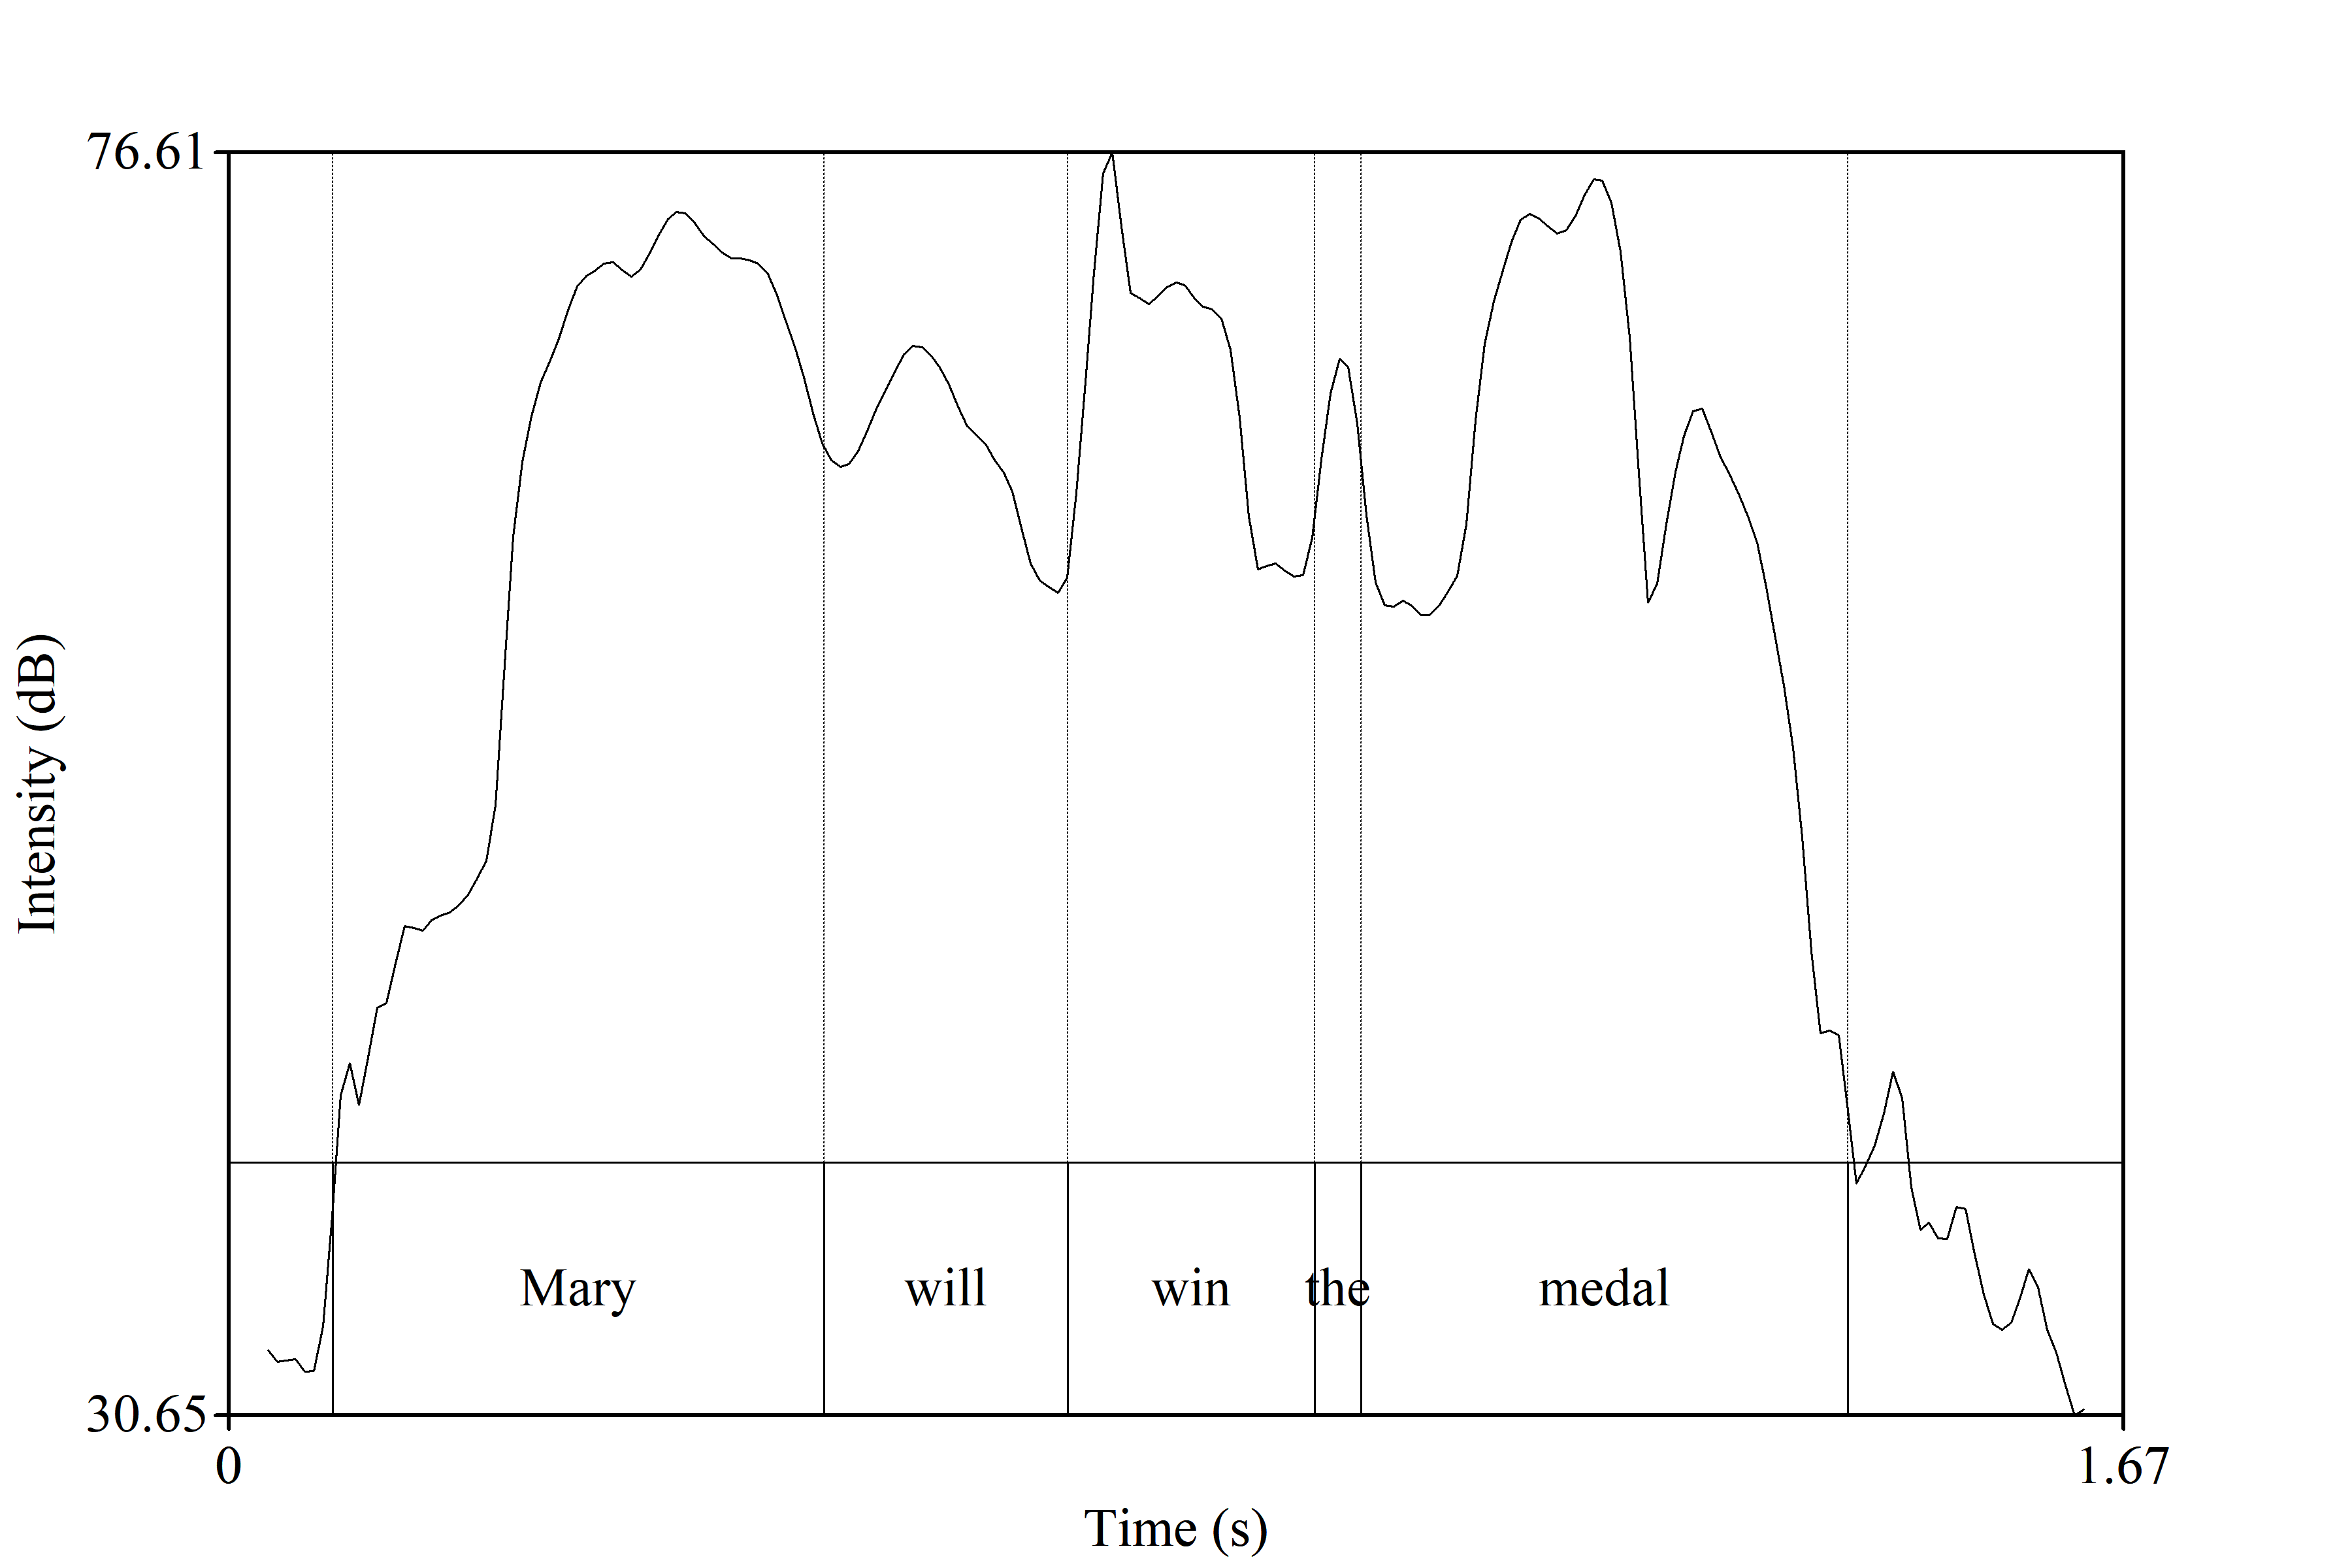 76.61
Intensity (dB)
Mary will win the medal
30.65
0 1.67
Time (s)